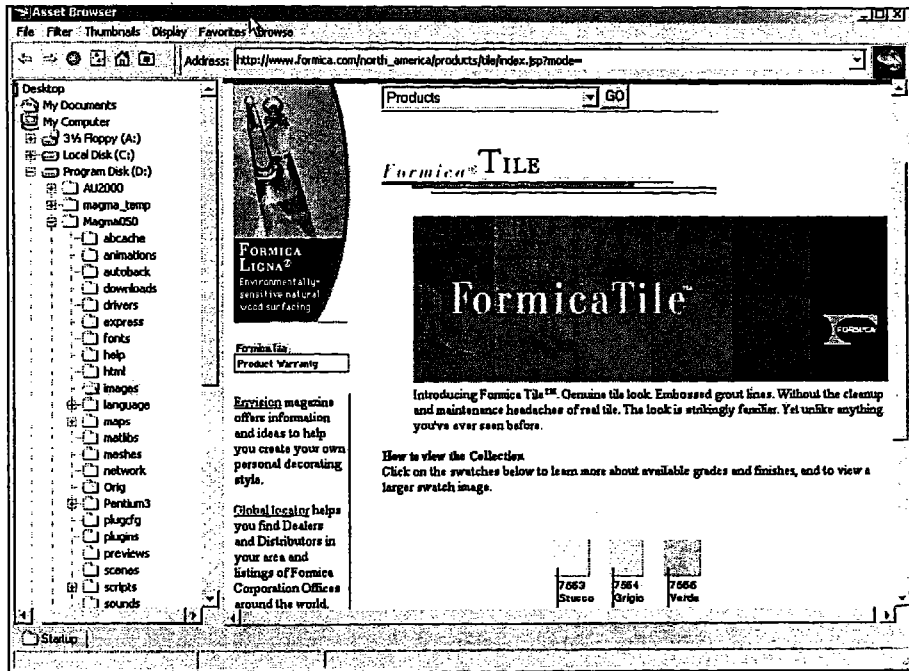 Asset Browser
File Filter Thumbnails Display Favorites Browse
Address: http://www.formica.com/north_america/products/tile/index.jsp?mode=
Desktop
My Documents
My Computer
3½ Floppy (A:)
Local Disk (C:)
Program Disk (D:)
AU2000
magma_temp
Magma050
abcache
animations
autoback
downloads
drivers
express
fonts
help
html
images
language
maps
matlibs
meshes
network
Orig
Pentium3
plugcfg
plugins
previews
scenes
scripts
sounds
FORMICA
LIGNA®
Environmentally-
sensitive natural
wood surfacing
Formica Tile
Product Warranty
Envision magazine
offers information
and ideas to help
you create your own
personal decorating
style.
Global locator helps
you find Dealers
and Distributors in
your area and
listings of Formica
Corporation Offices
around the world.
Products GO
Formica® TILE
FormicaTile™
FORMICA
Introducing Formica Tile™. Genuine tile look. Embossed grout lines. Without the cleanup
and maintenance headaches of real tile. The look is strikingly familiar. Yet unlike anything
you've ever seen before.
How to view the Collection
Click on the swatches below to learn more about available grades and finishes, and to view a
larger swatch image.
7663
Stucco
7664
Grigio
7666
Verde
Startup